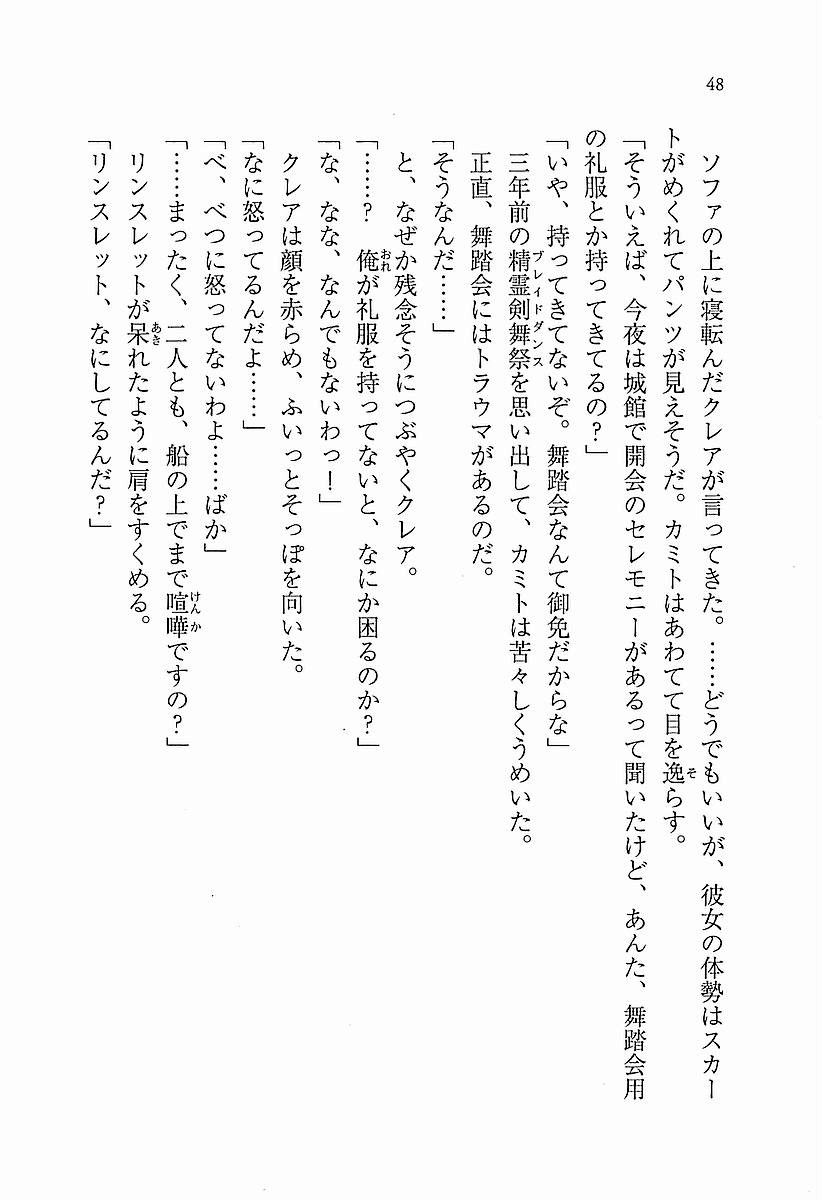 48
ソファの上に寝転んだクレアが言ってきた。……どうでもいいが、彼女の体勢はスカー
トがめくれてパンツが見えそうだ。カミトはあわてて目を逸らす。
「そういえば、今夜は城館で開会のセレモニーがあるって聞いたけど、あんた、舞踏会用
の礼服とか持ってきてるの？」
「いや、持ってきてないぞ。舞踏会なんて御免だからな」
三年前の精霊剣舞祭を思い出して、カミトは苦々しくうめいた。
正直、舞踏会にはトラウマがあるのだ。
「そうなんだ……」
と、なぜか残念そうにつぶやくクレア。
「……？　俺が礼服を持ってないと、なにか困るのか？」
「な、なな、なんでもないわっ！」
クレアは顔を赤らめ、ふいっとそっぽを向いた。
「なに怒ってるんだよ……」
「べ、べつに怒ってないわよ……ばか」
「……まったく、二人とも、船の上でまで喧嘩ですの？」
リンスレットが呆れたように肩をすくめる。
「リンスレット、なにしてるんだ？」